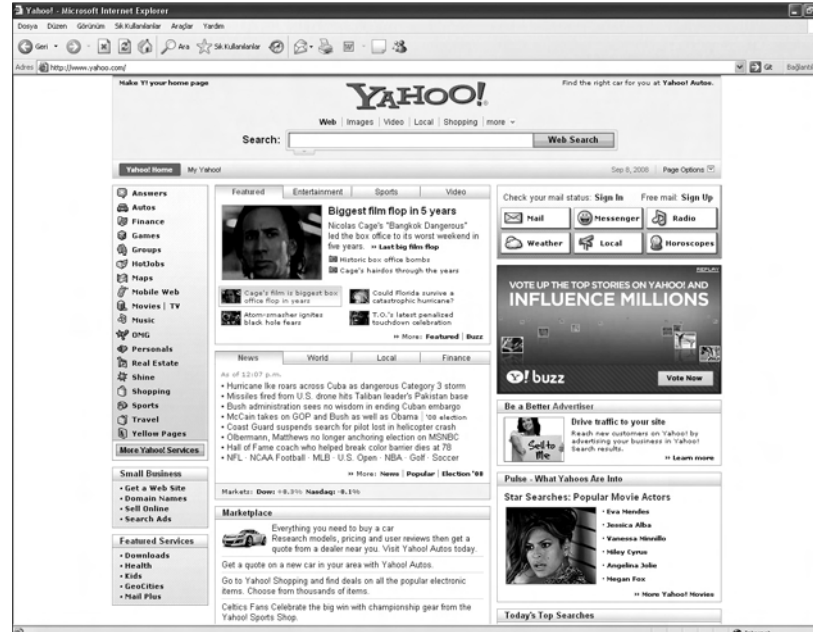 Yahoo! - Microsoft Internet Explorer
Dosya Düzen Görünüm Sık Kullanılanlar Araçlar Yardım
Geri Ara Sık Kullanılanlar
Adres http://www.yahoo.com/ Git Bağlantıl
Make Y! your home page
YAHOO!
Find the right car for you at Yahoo! Autos.
Web | Images | Video | Local | Shopping | more
Search: Web Search
Yahoo! Home My Yahoo! Sep 8, 2008 Page Options
Answers
Autos
Finance
Games
Groups
HotJobs
Maps
Mobile Web
Movies | TV
Music
OMG
Personals
Real Estate
Shine
Shopping
Sports
Travel
Yellow Pages
More Yahoo! Services
Small Business
• Get a Web Site
• Domain Names
• Sell Online
• Search Ads
Featured Services
• Downloads
• Health
• Kids
• GeoCities
• Mail Plus
Featured Entertainment Sports Video
Biggest film flop in 5 years
Nicolas Cage's "Bangkok Dangerous"
led the box office to its worst weekend in
five years. » Last big film flop
Historic box office bombs
Cage's hairdos through the years
Cage's film is biggest box
office flop in years
Could Florida survive a
catastrophic hurricane?
Atom-smasher ignites
black hole fears
T.O.'s latest penalized
touchdown celebration
» More: Featured | Buzz
News World Local Finance
As of 12:07 p.m.
• Hurricane Ike roars across Cuba as dangerous Category 3 storm
• Missiles fired from U.S. drone hits Taliban leader's Pakistan base
• Bush administration sees no wisdom in ending Cuban embargo
• McCain takes on GOP and Bush as well as Obama | '08 election
• Coast Guard suspends search for pilot lost in helicopter crash
• Olbermann, Matthews no longer anchoring election on MSNBC
• Hall of Fame coach who helped break color barrier dies at 78
• NFL · NCAA Football · MLB · U.S. Open · NBA · Golf · Soccer
» More: News | Popular | Election '08
Markets: Dow: +0.3% Nasdaq: -0.1%
Marketplace
Everything you need to buy a car
Research models, pricing and user reviews then get a
quote from a dealer near you. Visit Yahoo! Autos today.
Get a quote on a new car in your area with Yahoo! Autos.
Go to Yahoo! Shopping and find deals on all the popular electronic
items. Choose from thousands of items.
Celtics Fans Celebrate the big win with championship gear from the
Yahoo! Sports Shop.
Check your mail status: Sign In Free mail: Sign Up
Mail Messenger Radio
Weather Local Horoscopes
REPLAY
VOTE UP THE TOP STORIES ON YAHOO! AND
INFLUENCE MILLIONS
Y! buzz Vote Now
Be a Better Advertiser
Sell to
Me
Drive traffic to your site
Reach new customers on Yahoo! by
advertising your business in Yahoo!
Search results.
» Learn more
Pulse - What Yahoos Are Into
Star Searches: Popular Movie Actors
• Eva Mendes
• Jessica Alba
• Vanessa Minnillo
• Miley Cyrus
• Angelina Jolie
• Megan Fox
» More Yahoo! Movies
Today's Top Searches